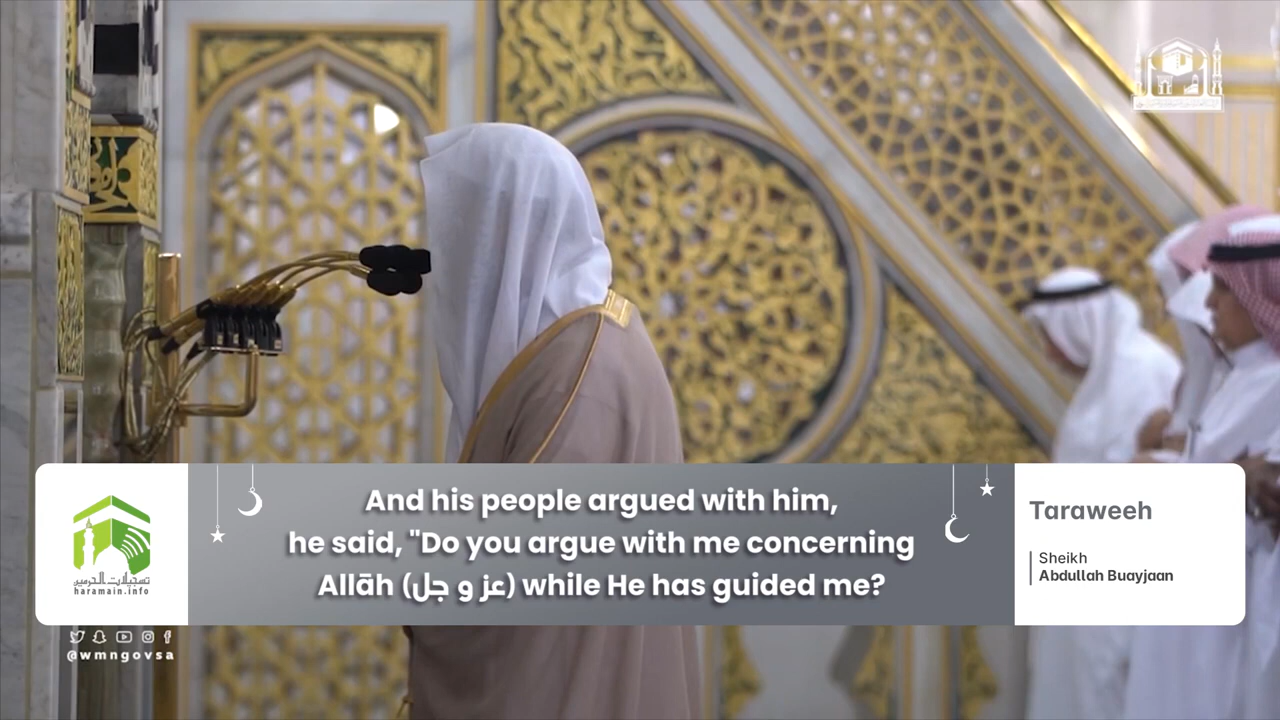 And his people argued with him,
he said, "Do you argue with me concerning
Allāh (عز و جل) while He has guided me?
Taraweeh
Sheikh
Abdullah Buayjaan
تسجيلات الحرمين
haramain.info
@wmngovsa